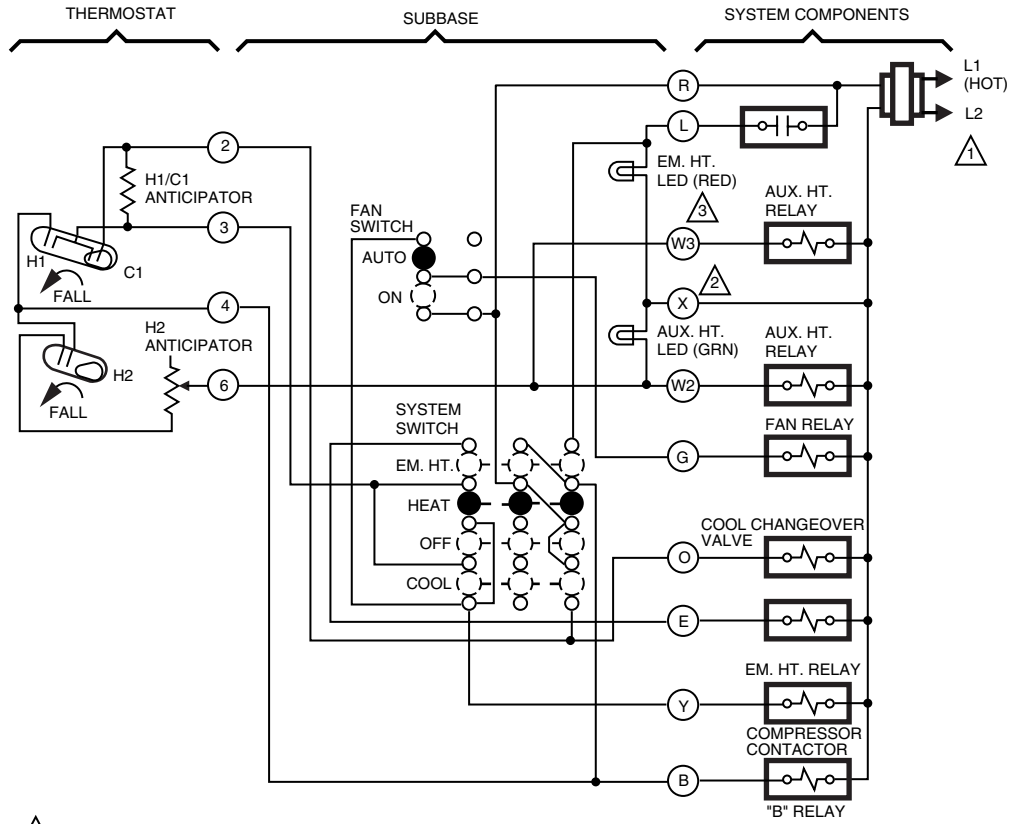 THERMOSTAT
SUBBASE
SYSTEM COMPONENTS
L1
(HOT)
L2
1
R
L
EM. HT.
LED (RED)
3
AUX. HT.
RELAY
W3
2
X
AUX. HT.
LED (GRN)
AUX. HT.
RELAY
W2
FAN RELAY
G
COOL CHANGEOVER
VALVE
O
E
EM. HT. RELAY
Y
COMPRESSOR
CONTACTOR
B
"B" RELAY
2
H1/C1
ANTICIPATOR
3
H1
C1
FALL
4
H2
ANTICIPATOR
H2
FALL
6
FAN
SWITCH
AUTO
ON
SYSTEM
SWITCH
EM. HT.
HEAT
OFF
COOL